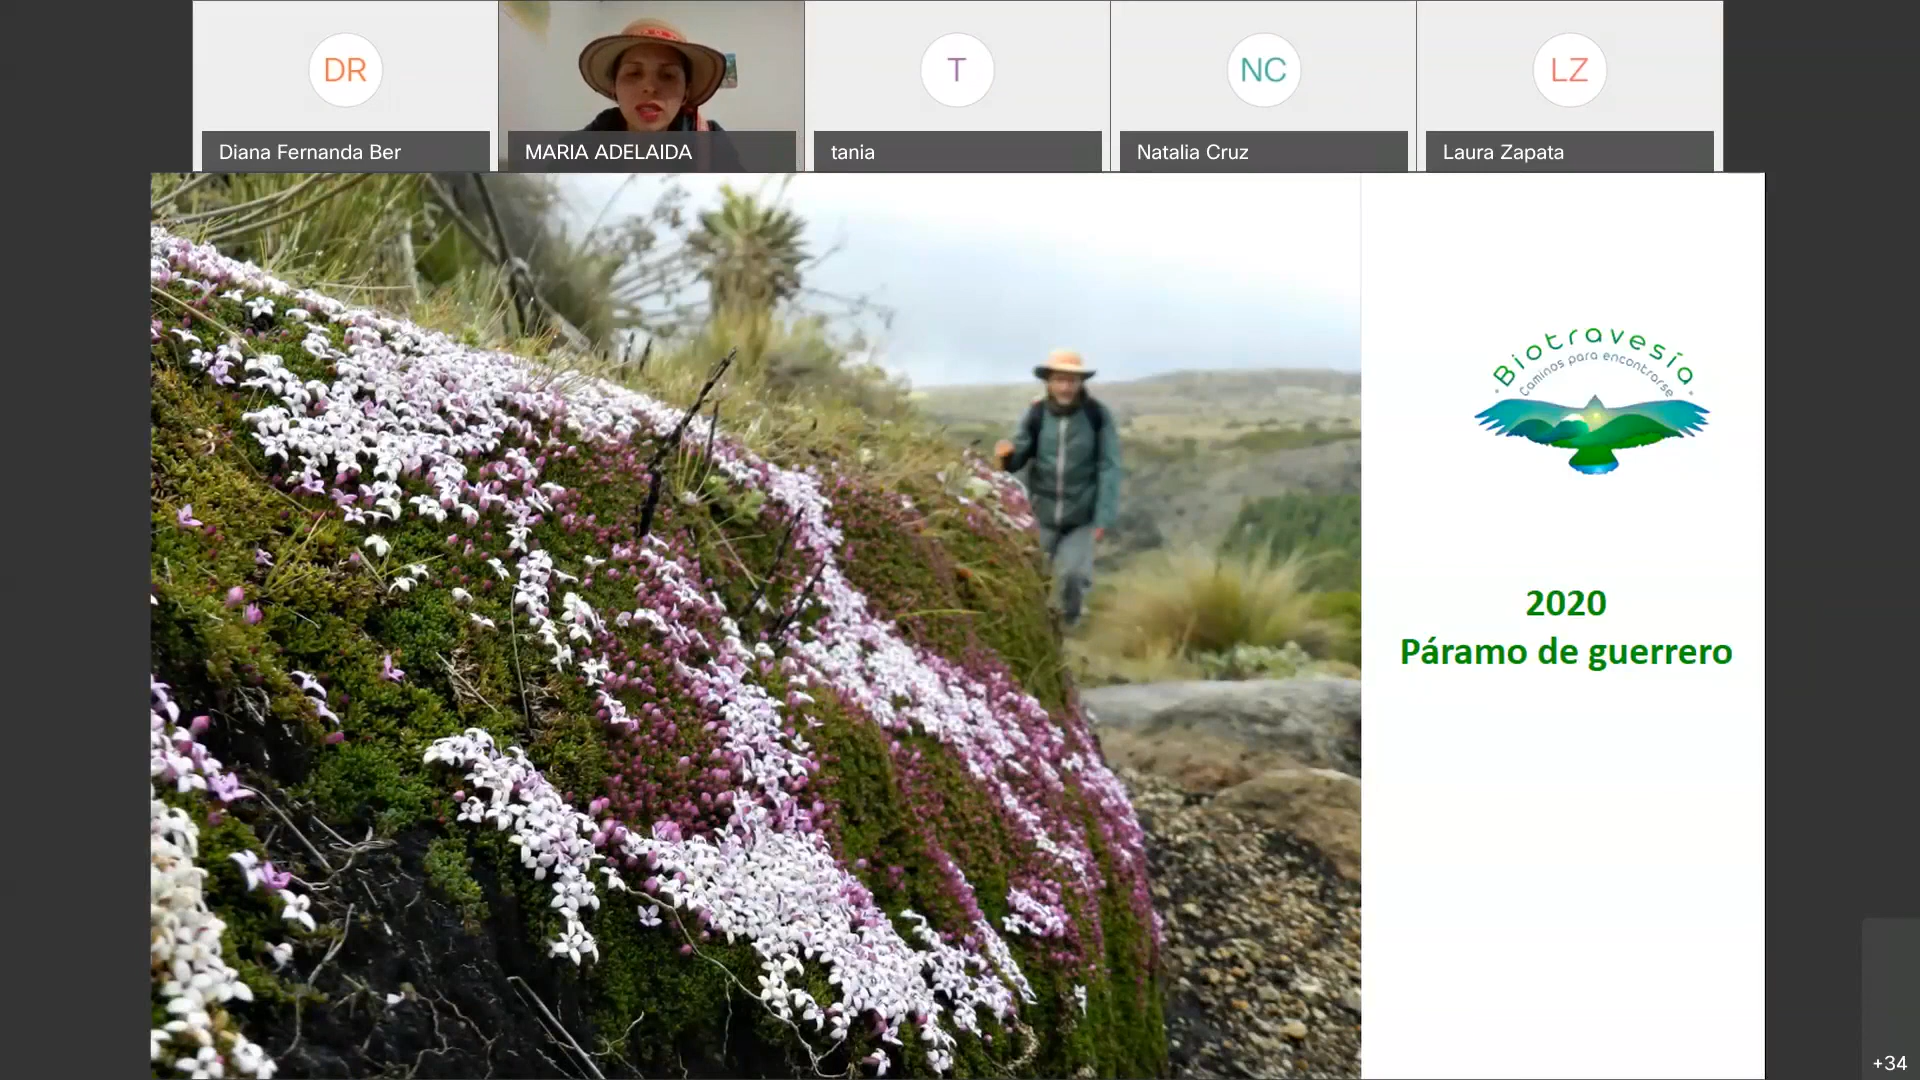 DR
T
NC
LZ
Diana Fernanda Ber
MARIA ADELAIDA
tania
Natalia Cruz
Laura Zapata
Biotravesía
Caminos para encontrarse
2020
Páramo de guerrero
+34